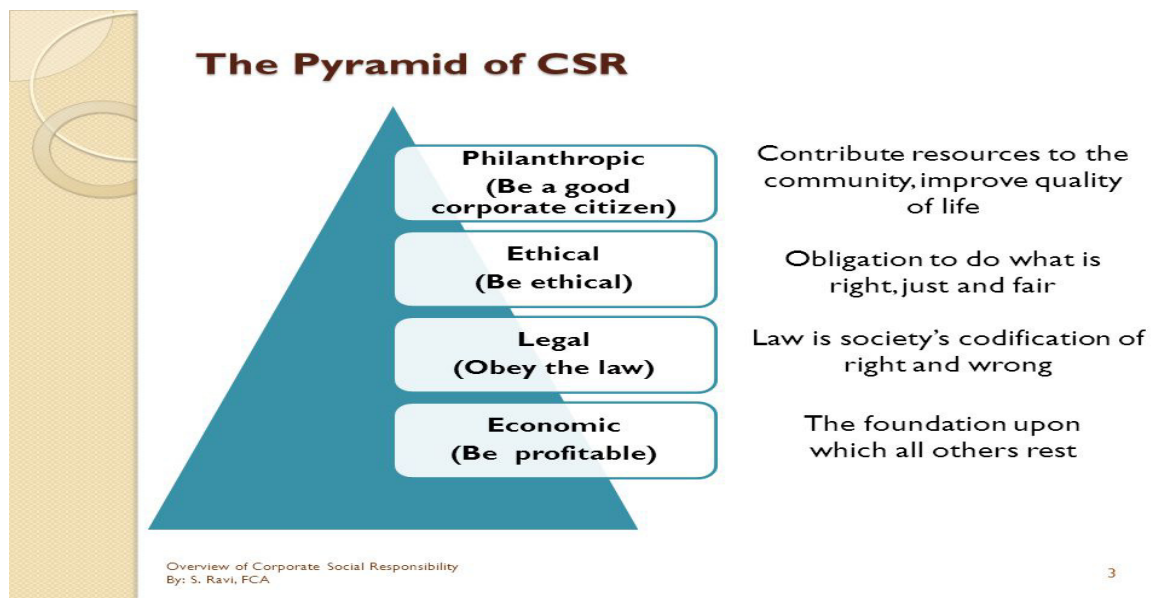 The Pyramid of CSR
Philanthropic
(Be a good
corporate citizen)
Contribute resources to the
community, improve quality
of life
Ethical
(Be ethical)
Obligation to do what is
right, just and fair
Legal
(Obey the law)
Law is society’s codification of
right and wrong
Economic
(Be profitable)
The foundation upon
which all others rest
Overview of Corporate Social Responsibility
By: S. Ravi, FCA
3